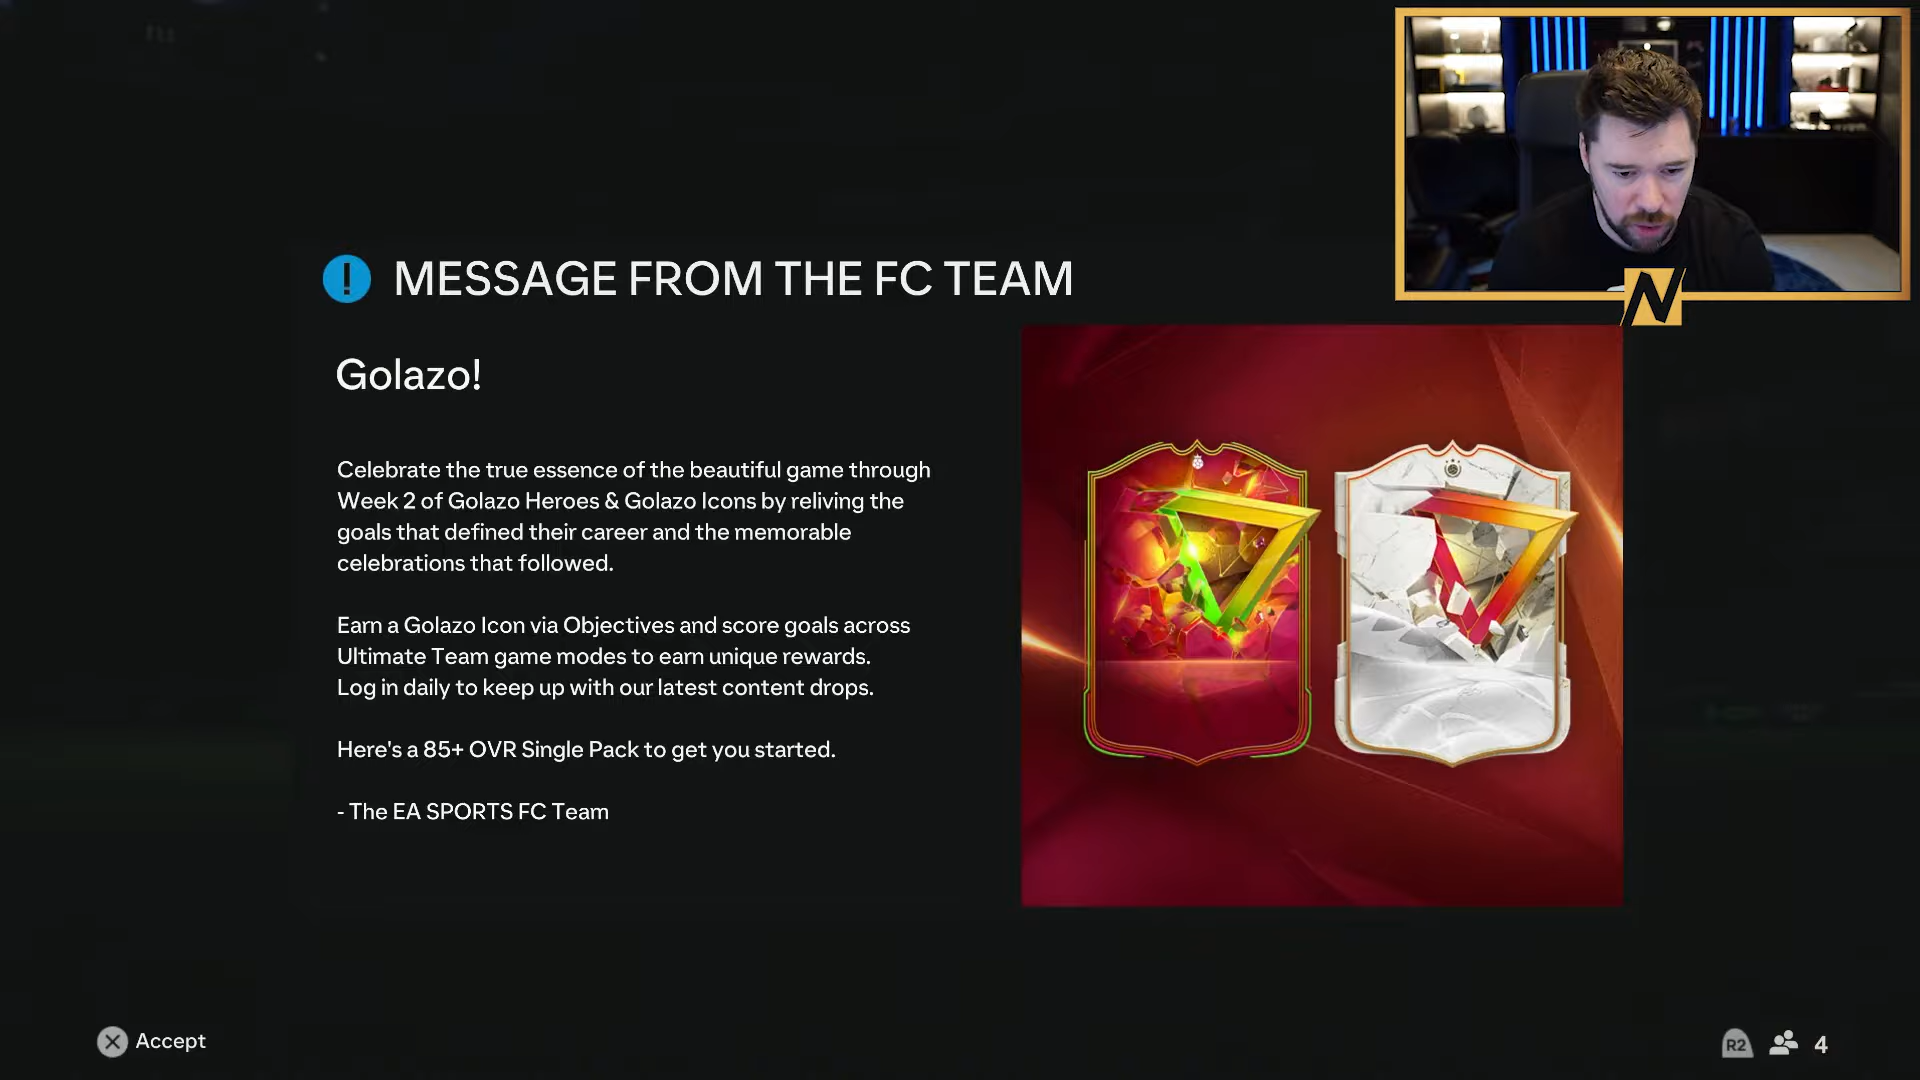 MESSAGE FROM THE FC TEAM
Golazo!
Celebrate the true essence of the beautiful game through
Week 2 of Golazo Heroes & Golazo Icons by reliving the
goals that defined their career and the memorable
celebrations that followed.
Earn a Golazo Icon via Objectives and score goals across
Ultimate Team game modes to earn unique rewards.
Log in daily to keep up with our latest content drops.
Here's a 85+ OVR Single Pack to get you started.
- The EA SPORTS FC Team
Accept
R2
4
N